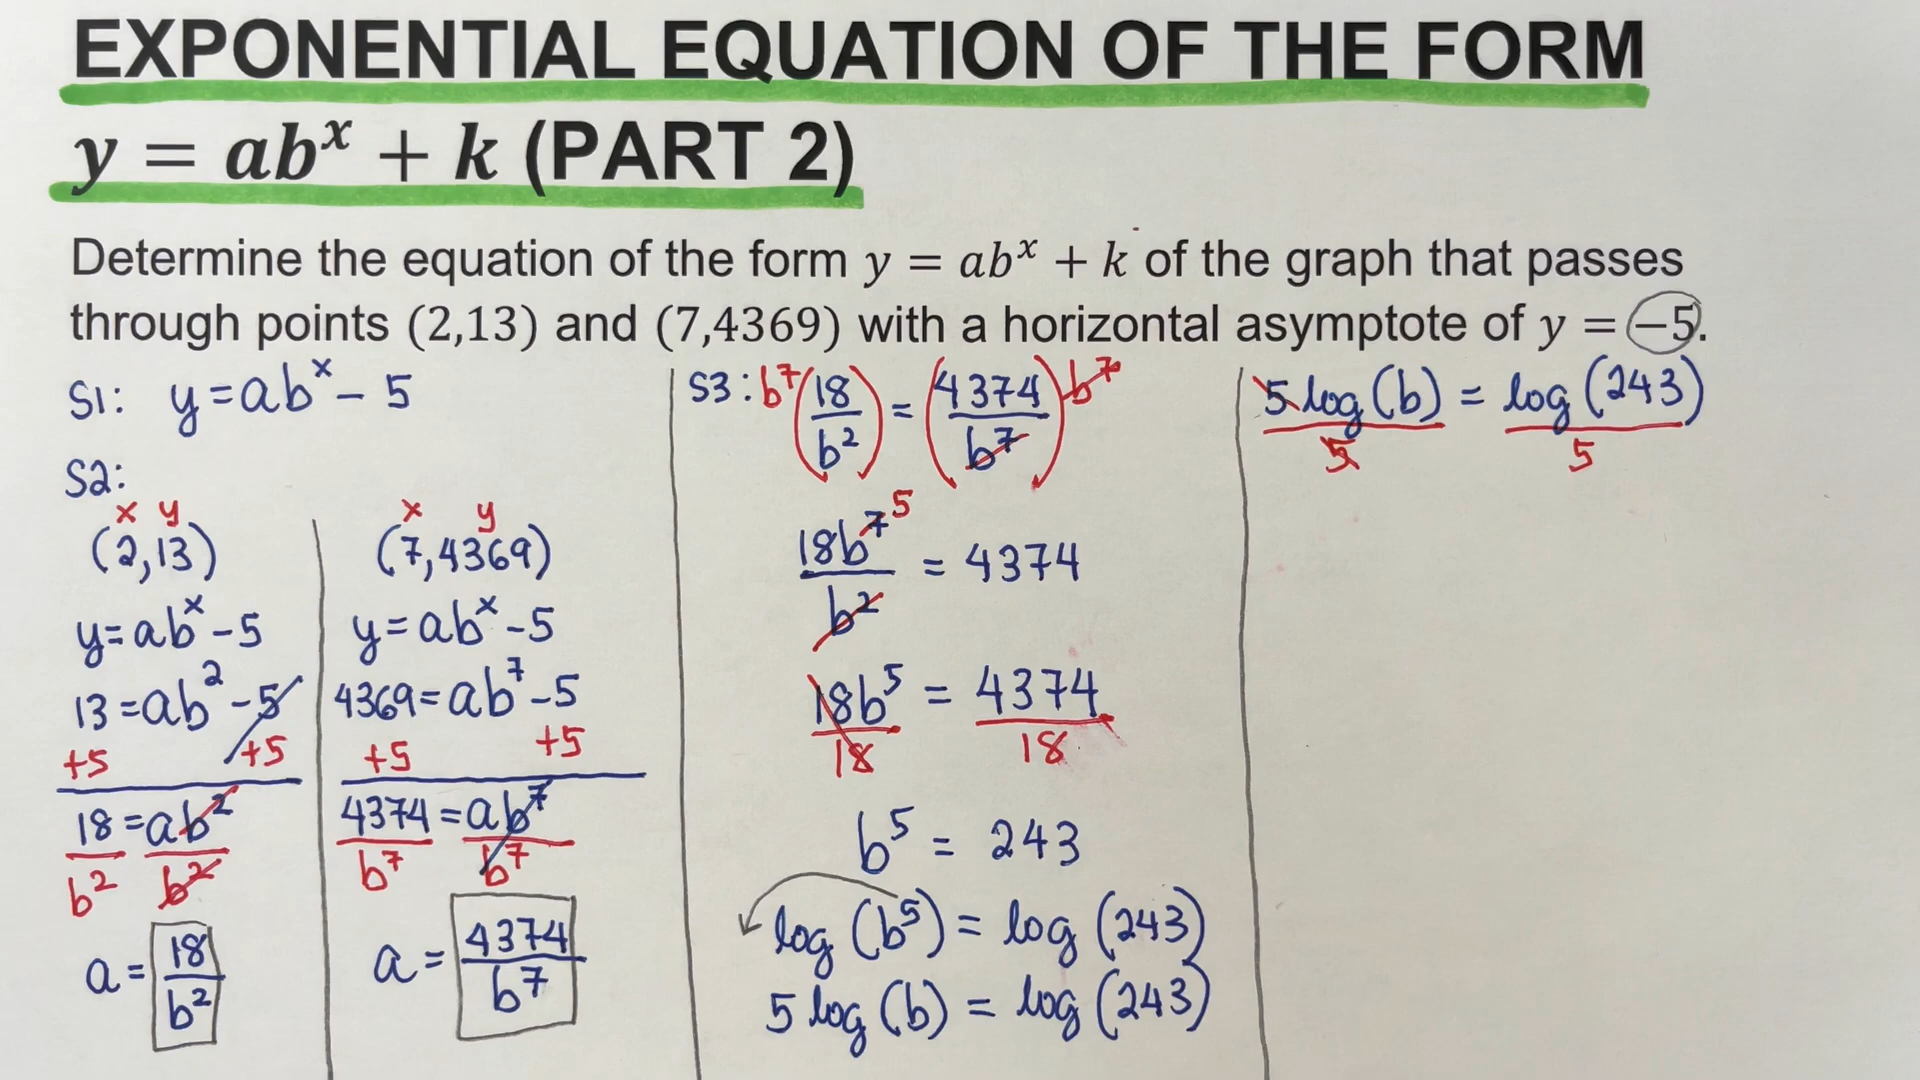 EXPONENTIAL EQUATION OF THE FORM
y = ab^x + k (PART 2)
Determine the equation of the form y = ab^x + k of the graph that passes
through points (2,13) and (7,4369) with a horizontal asymptote of y = −5.
S1: y = ab^x − 5
S2:
x y
(2,13)
y = ab^x − 5
13 = ab^2 − 5
+5 +5
18 = ab^2
b^2 b^2
a = 18
b^2
x y
(7,4369)
y = ab^x − 5
4369 = ab^7 − 5
+5 +5
4374 = ab^7
b^7 b^7
a = 4374
b^7
S3: b^7 (18/b^2) = (4374/b^7) b^7
5
18b^7 = 4374
b^2
18b^5 = 4374
18 18
b^5 = 243
log (b^5) = log (243)
5 log (b) = log (243)
5 log (b) = log (243)
5 5